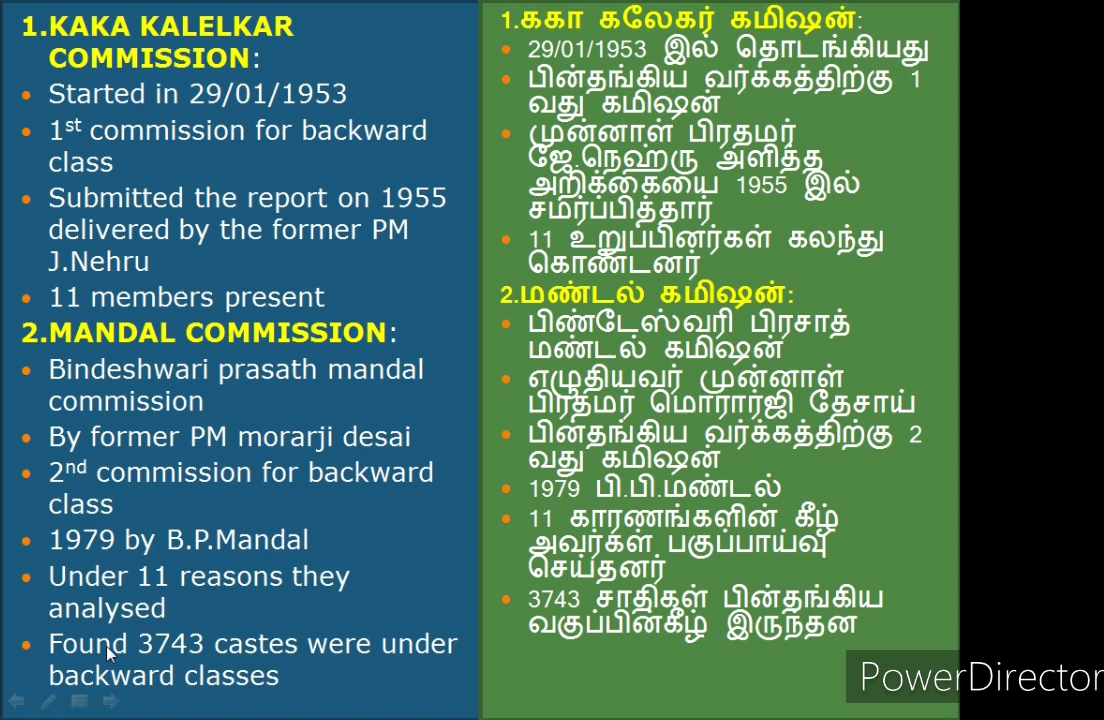 1.KAKA KALELKAR
COMMISSION:
• Started in 29/01/1953
• 1st commission for backward
class
• Submitted the report on 1955
delivered by the former PM
J.Nehru
• 11 members present
2.MANDAL COMMISSION:
• Bindeshwari prasath mandal
commission
• By former PM morarji desai
• 2nd commission for backward
class
• 1979 by B.P.Mandal
• Under 11 reasons they
analysed
• Found 3743 castes were under
backward classes
1.ககா கலேகர் கமிஷன்:
• 29/01/1953 இல் தொடங்கியது
• பின்தங்கிய வர்க்கத்திற்கு 1
வது கமிஷன்
• முன்னாள் பிரதமர்
ஜே.நெஹ்ரு அளித்த
அறிக்கையை 1955 இல்
சமர்ப்பித்தார்
• 11 உறுப்பினர்கள் கலந்து
கொண்டனர்
2.மண்டல் கமிஷன்:
• பிண்டேஸ்வரி பிரசாத்
மண்டல் கமிஷன்
• எழுதியவர் முன்னாள்
பிரதமர் மொரார்ஜி தேசாய்
• பின்தங்கிய வர்க்கத்திற்கு 2
வது கமிஷன்
• 1979 பி.பி.மண்டல்
• 11 காரணங்களின் கீழ்
அவர்கள் பகுப்பாய்வு
செய்தனர்
• 3743 சாதிகள் பின்தங்கிய
வகுப்பின்கீழ் இருந்தன
PowerDirector